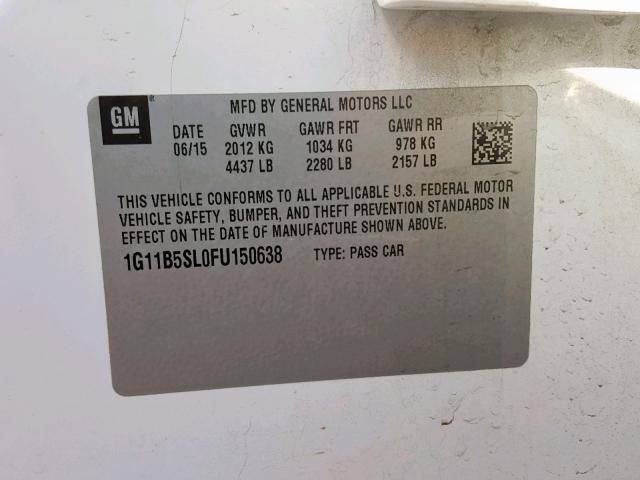 GM
MFD BY GENERAL MOTORS LLC
DATE GVWR GAWR FRT GAWR RR
06/15 2012 KG 1034 KG 978 KG
4437 LB 2280 LB 2157 LB
THIS VEHICLE CONFORMS TO ALL APPLICABLE U.S. FEDERAL MOTOR
VEHICLE SAFETY, BUMPER, AND THEFT PREVENTION STANDARDS IN
EFFECT ON THE DATE OF MANUFACTURE SHOWN ABOVE.
1G11B5SL0FU150638 TYPE: PASS CAR